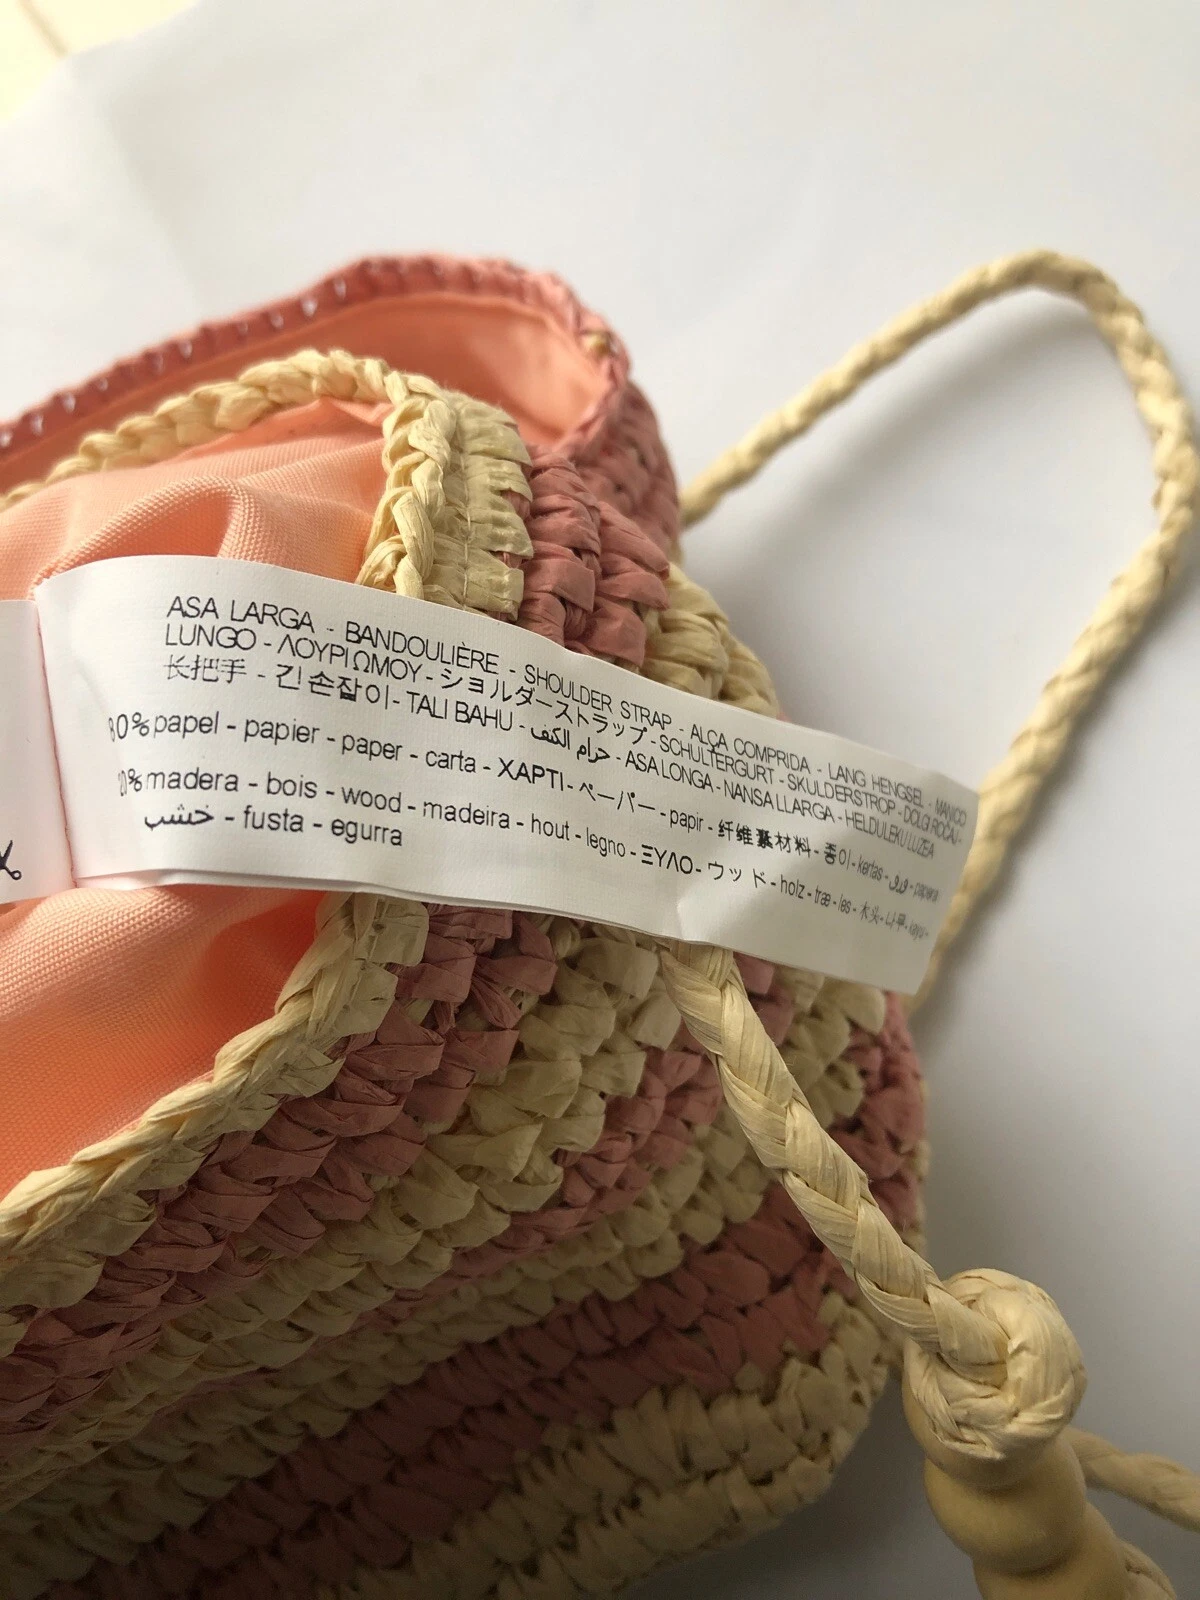 ASA LARGA - BANDOULIÈRE - SHOULDER STRAP - ALÇA COMPRIDA - LANG HENGSEL - MANICO
LUNGO - ΛΟΥΡΙ ΩΜΟΥ - ショルダーストラップ - SCHULTERGURT - SKULDERSTROP - DOLGI ROČAJ -
长把手 - 긴 손잡이 - TALI BAHU - حزام الكتف - ASA LONGA - NANSA LLARGA - HELDULEKU LUZEA
80% papel - papier - paper - carta - ΧΑΡΤΙ - ペーパー - papir - 纤维素材料 - 종이 - kertas - ورق - papera
20% madera - bois - wood - madeira - hout - legno - ΞΥΛΟ - ウッド - holz - træ - les - 木头 - 나무 - kayu -
خشب - fusta - egurra